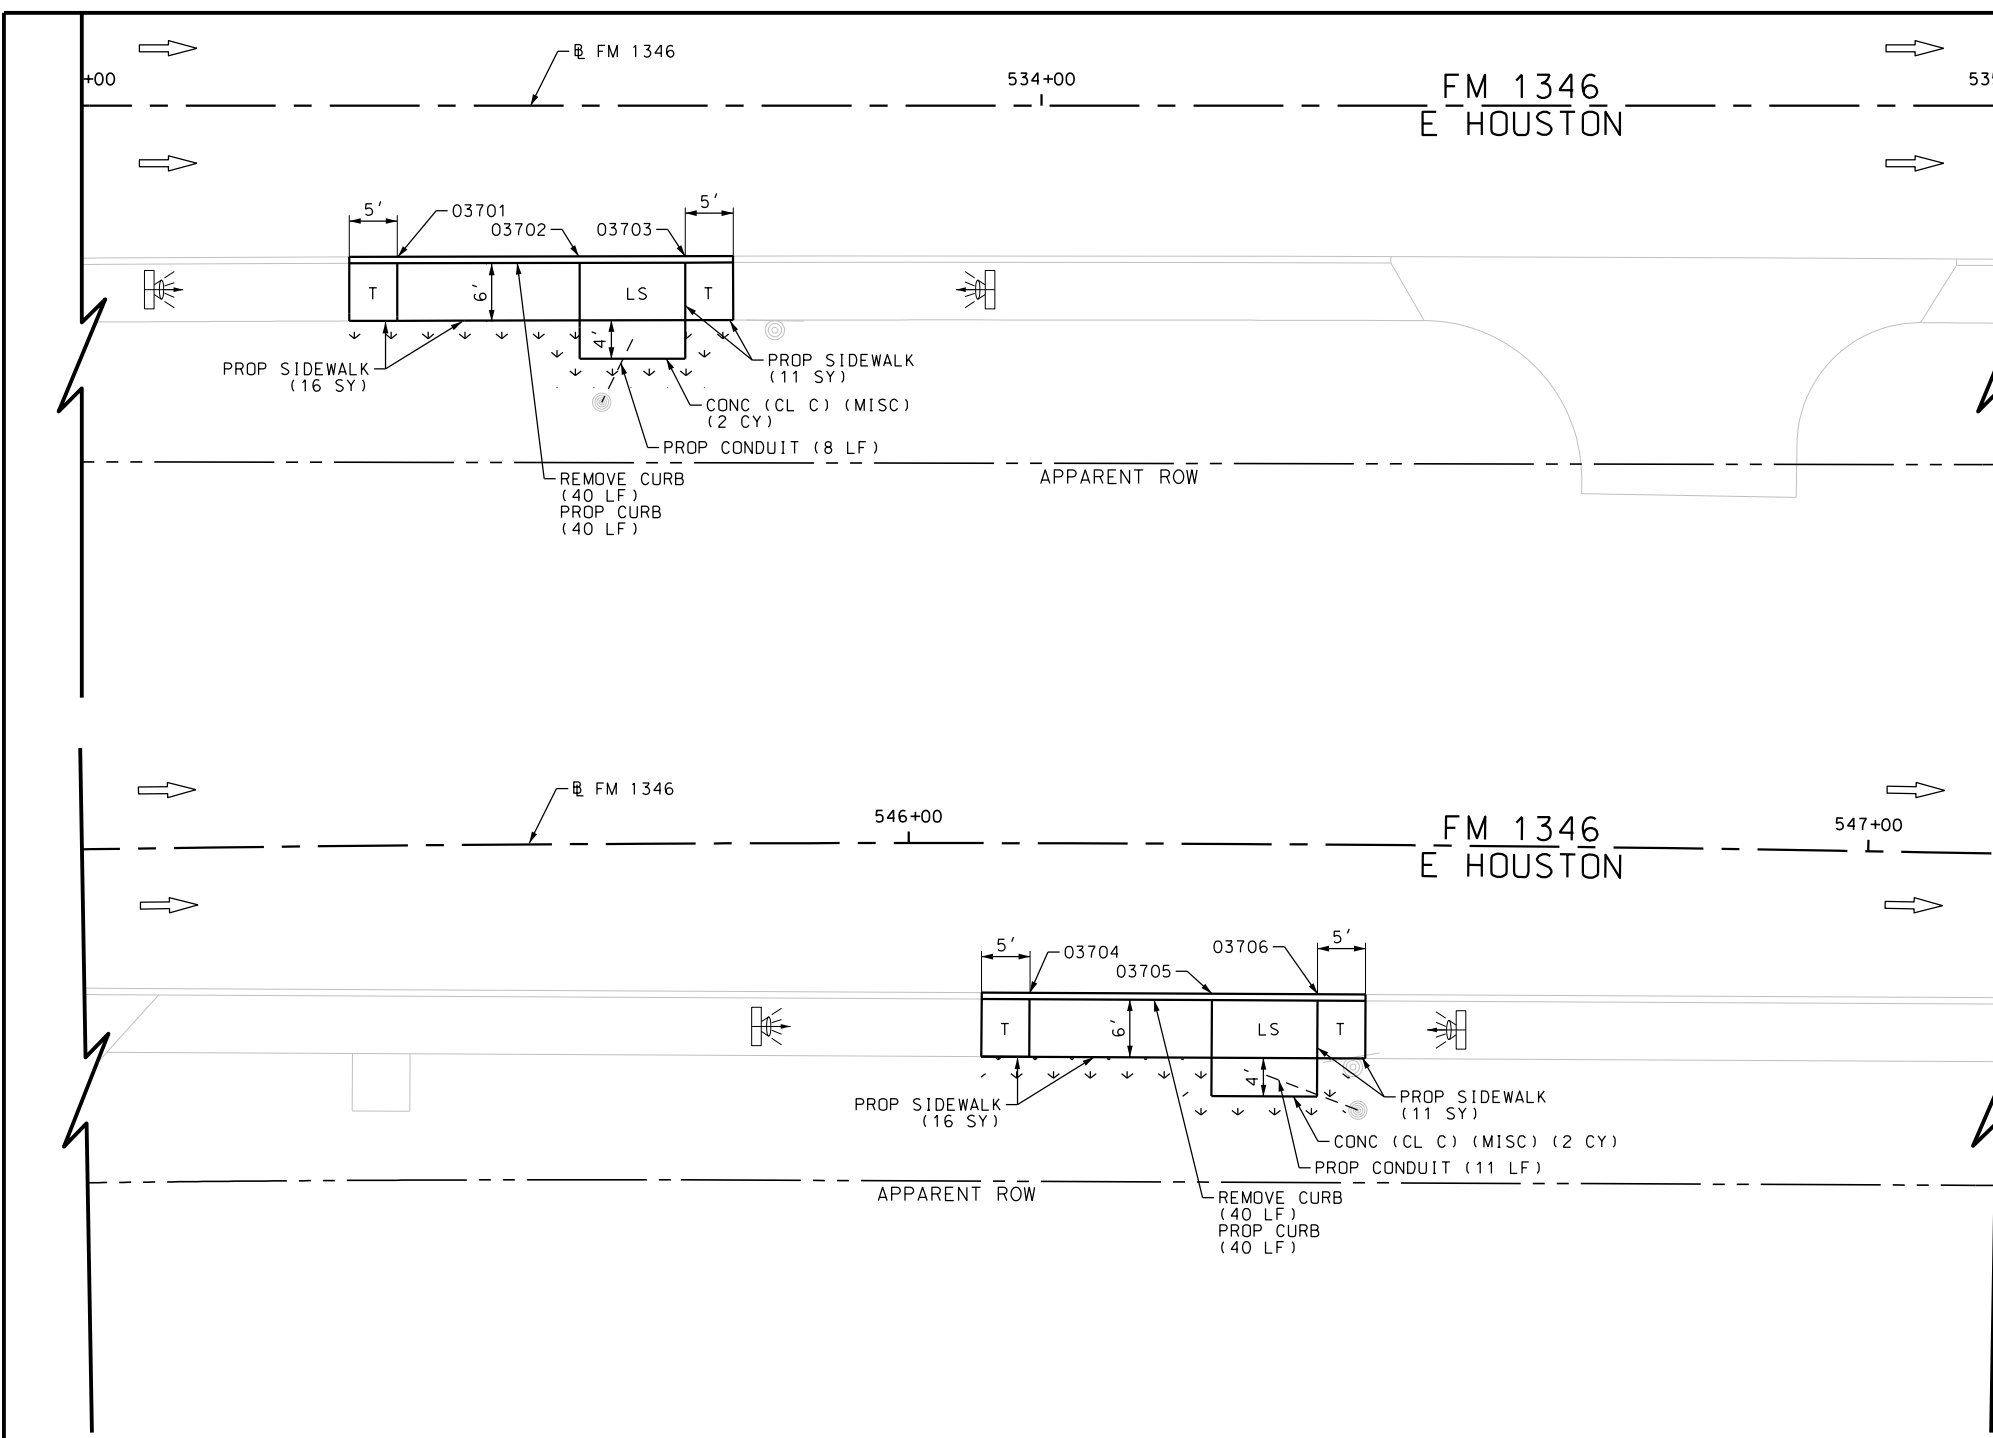 ℄ FM 1346
+00
534+00
FM 1346
E HOUSTON
5'
03701
03702
03703
5'
T
6'
LS
T
4'
PROP SIDEWALK
(16 SY)
PROP SIDEWALK
(11 SY)
CONC (CL C) (MISC)
(2 CY)
PROP CONDUIT (8 LF)
APPARENT ROW
REMOVE CURB
(40 LF)
PROP CURB
(40 LF)
℄ FM 1346
546+00
FM 1346
547+00
E HOUSTON
5'
03704
03705
03706
5'
T
6'
LS
T
4'
PROP SIDEWALK
(16 SY)
PROP SIDEWALK
(11 SY)
CONC (CL C) (MISC) (2 CY)
PROP CONDUIT (11 LF)
APPARENT ROW
REMOVE CURB
(40 LF)
PROP CURB
(40 LF)